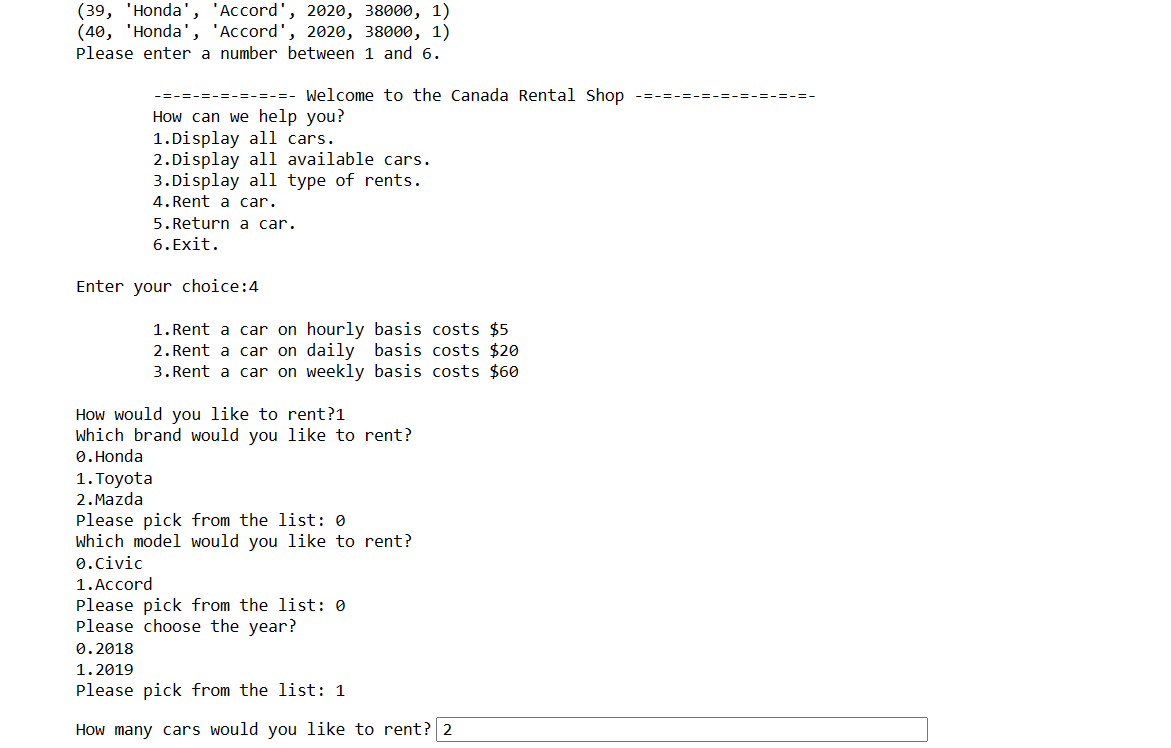 (39, 'Honda', 'Accord', 2020, 38000, 1)
(40, 'Honda', 'Accord', 2020, 38000, 1)
Please enter a number between 1 and 6.
-=-=-=-=-=-=-=- Welcome to the Canada Rental Shop -=-=-=-=-=-=-=-=-=-
How can we help you?
1.Display all cars.
2.Display all available cars.
3.Display all type of rents.
4.Rent a car.
5.Return a car.
6.Exit.
Enter your choice:4
1.Rent a car on hourly basis costs $5
2.Rent a car on daily  basis costs $20
3.Rent a car on weekly basis costs $60
How would you like to rent?1
Which brand would you like to rent?
0.Honda
1.Toyota
2.Mazda
Please pick from the list: 0
Which model would you like to rent?
0.Civic
1.Accord
Please pick from the list: 0
Please choose the year?
0.2018
1.2019
Please pick from the list: 1
How many cars would you like to rent? 2